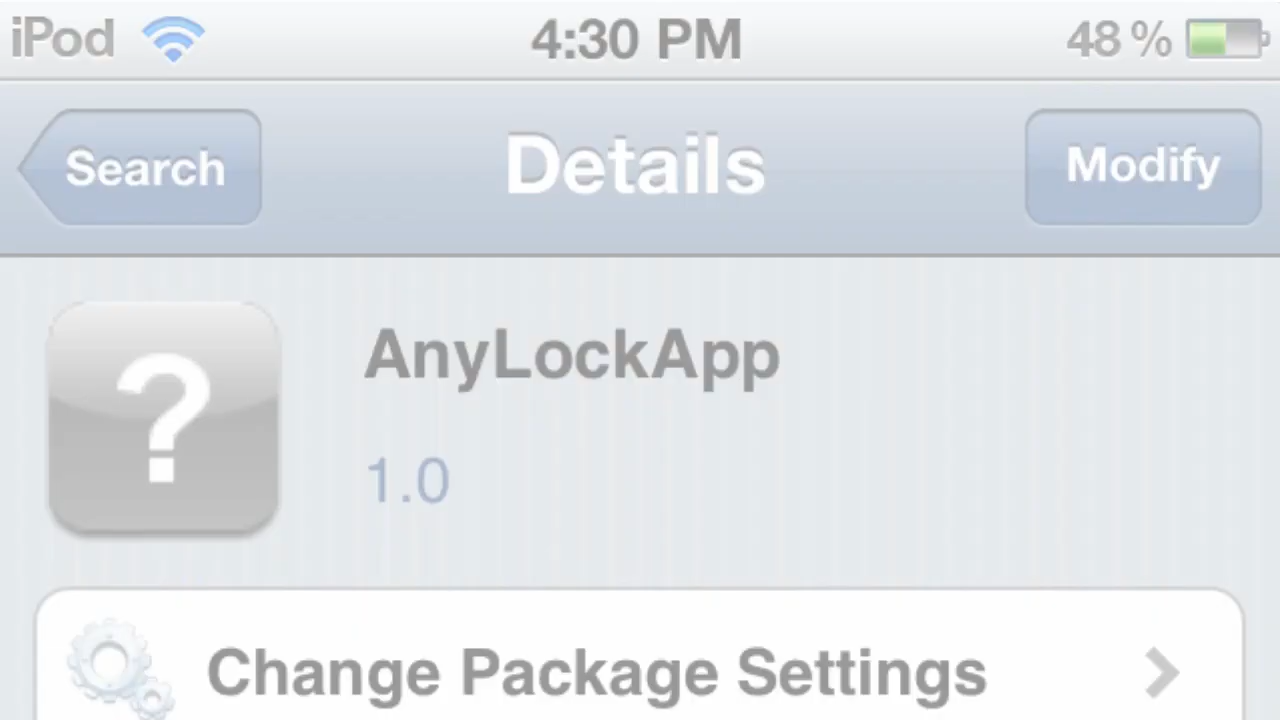 iPod 4:30 PM 48 %
Search Details Modify
?
AnyLockApp
1.0
Change Package Settings